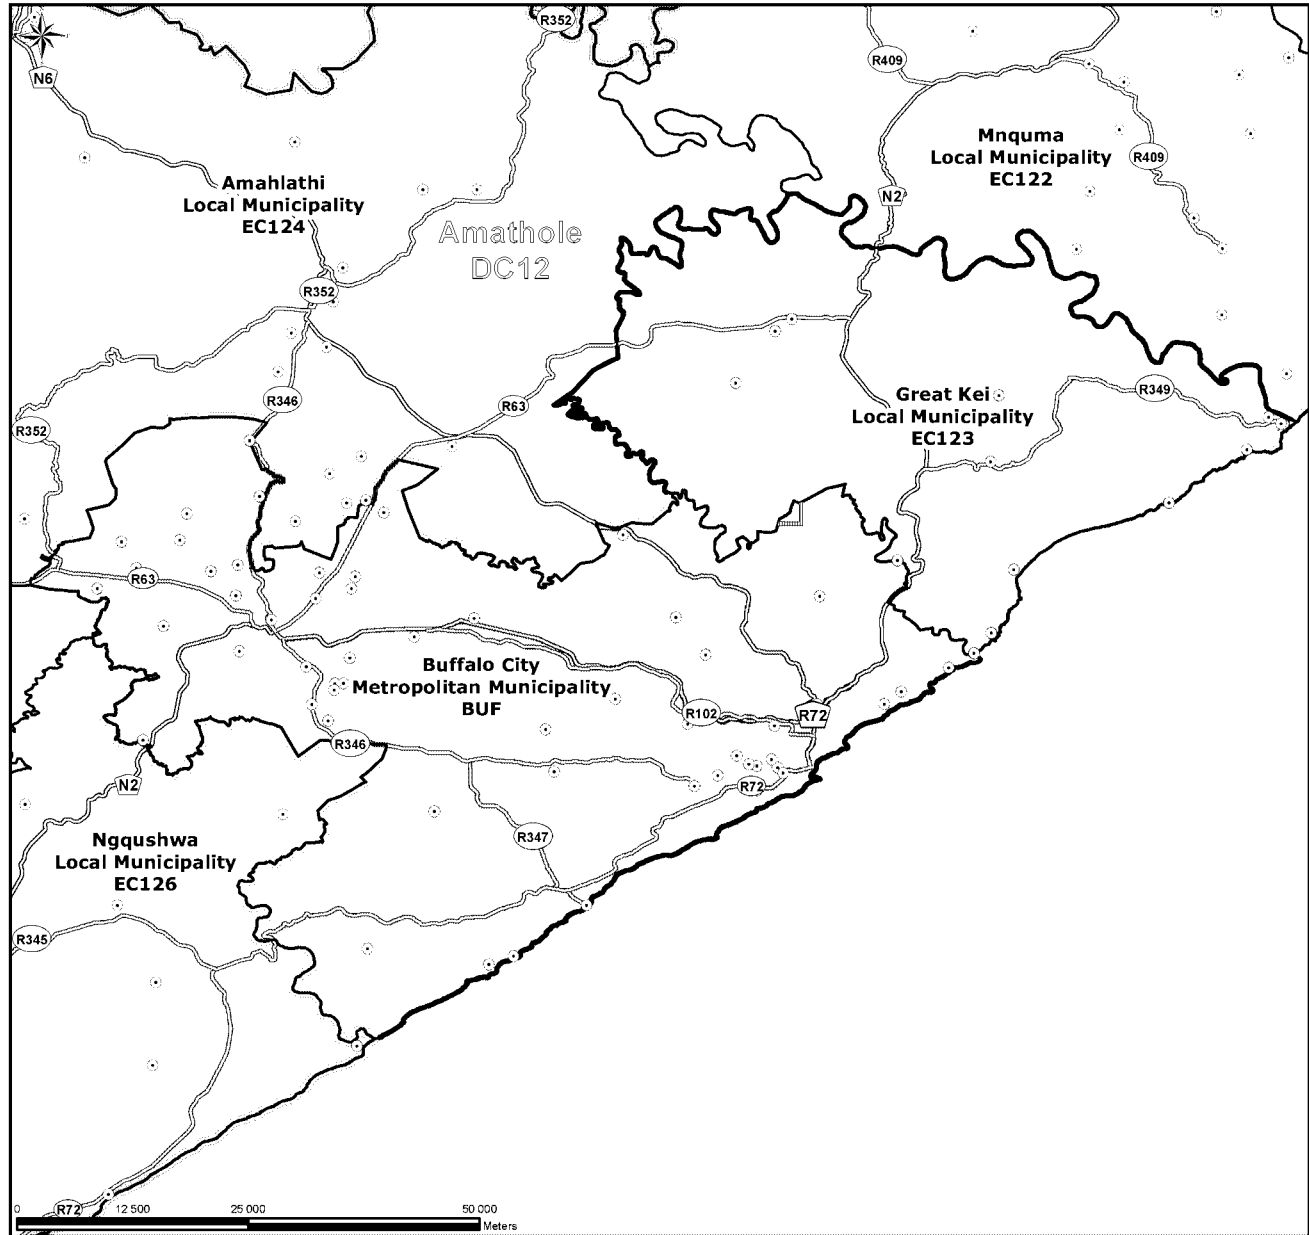 R352
N6
R409
Mnquma
Local Municipality
EC122
R409
Amahlathi
Local Municipality
EC124
N2
Amathole
DC12
R352
R346
R63
Great Kei
Local Municipality
EC123
R349
R352
R63
Buffalo City
Metropolitan Municipality
BUF
R102
R72
R346
N2
R72
R347
Ngqushwa
Local Municipality
EC126
R345
R72
0 12 500 25 000 50 000
Meters